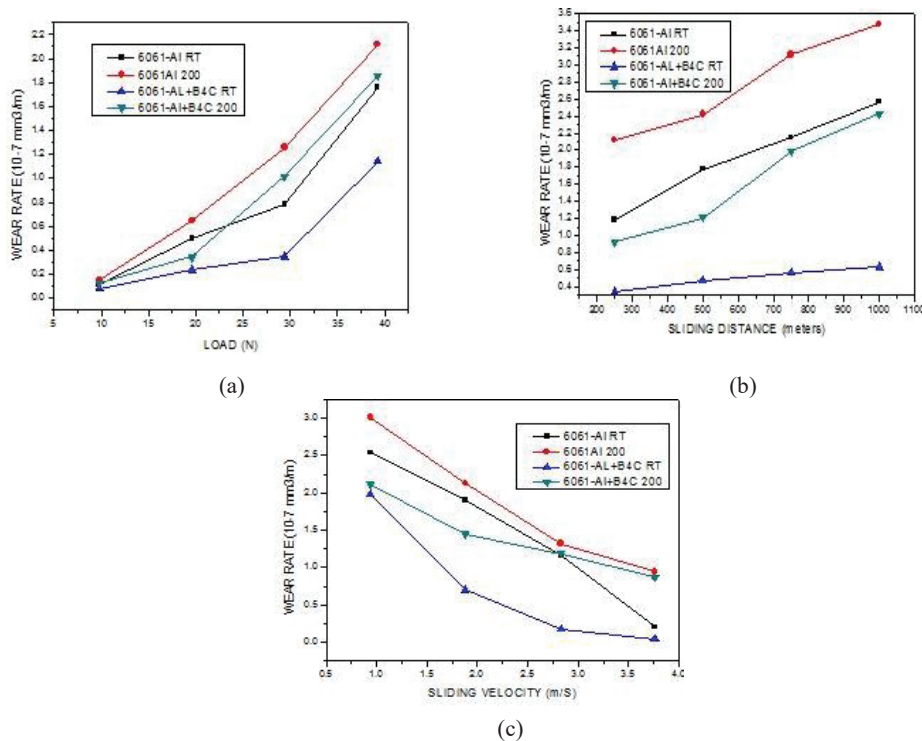 2.2
2.0
1.8
1.6
1.4
1.2
1.0
0.8
0.6
0.4
0.2
0.0
WEAR RATE (10-7 mm3/m)
6061-Al RT
6061Al 200
6061-AL+B4C RT
6061-Al+B4C 200
5 10 15 20 25 30 35 40
LOAD (N)
(a)
3.6
3.4
3.2
3.0
2.8
2.6
2.4
2.2
2.0
1.8
1.6
1.4
1.2
1.0
0.8
0.6
0.4
WEAR RATE (10-7 mm3/m)
6061-Al RT
6061Al 200
6061-AL+B4C RT
6061-Al+B4C 200
200 300 400 500 600 700 800 900 1000 1100
SLIDING DISTANCE (meters)
(b)
3.0
2.5
2.0
1.5
1.0
0.5
0.0
WEAR RATE (10-7 mm3/m)
6061-Al RT
6061Al 200
6061-AL+B4C RT
6061-Al+B4C 200
0.5 1.0 1.5 2.0 2.5 3.0 3.5 4.0
SLIDING VELOCITY (m/S)
(c)